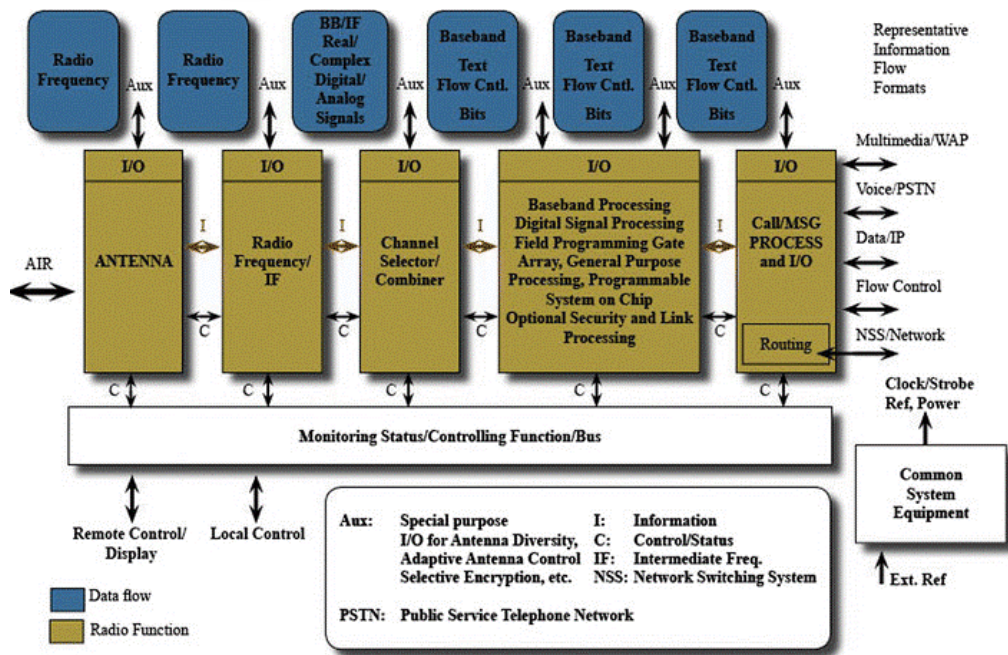 Radio
Frequency
Radio
Frequency
BB/IF
Real/
Complex
Digital/
Analog
Signals
Baseband
Text
Flow Cntl.
Bits
Baseband
Text
Flow Cntl.
Bits
Baseband
Text
Flow Cntl.
Bits
Representative
Information
Flow
Formats
Aux
Aux
Aux
Aux
Aux
Aux
I/O
I/O
I/O
I/O
I/O
ANTENNA
Radio
Frequency/
IF
Channel
Selector/
Combiner
Baseband Processing
Digital Signal Processing
Field Programming Gate
Array, General Purpose
Processing, Programmable
System on Chip
Optional Security and Link
Processing
Call/MSG
PROCESS
and I/O
Routing
AIR
I
I
I
I
C
C
C
C
Multimedia/WAP
Voice/PSTN
Data/IP
Flow Control
NSS/Network
C
C
C
C
C
Monitoring Status/Controlling Function/Bus
Clock/Strobe
Ref, Power
Common
System
Equipment
Ext. Ref
Remote Control/
Display
Local Control
Aux: Special purpose I: Information
I/O for Antenna Diversity, C: Control/Status
Adaptive Antenna Control IF: Intermediate Freq.
Selective Encryption, etc. NSS: Network Switching System
PSTN: Public Service Telephone Network
Data flow
Radio Function